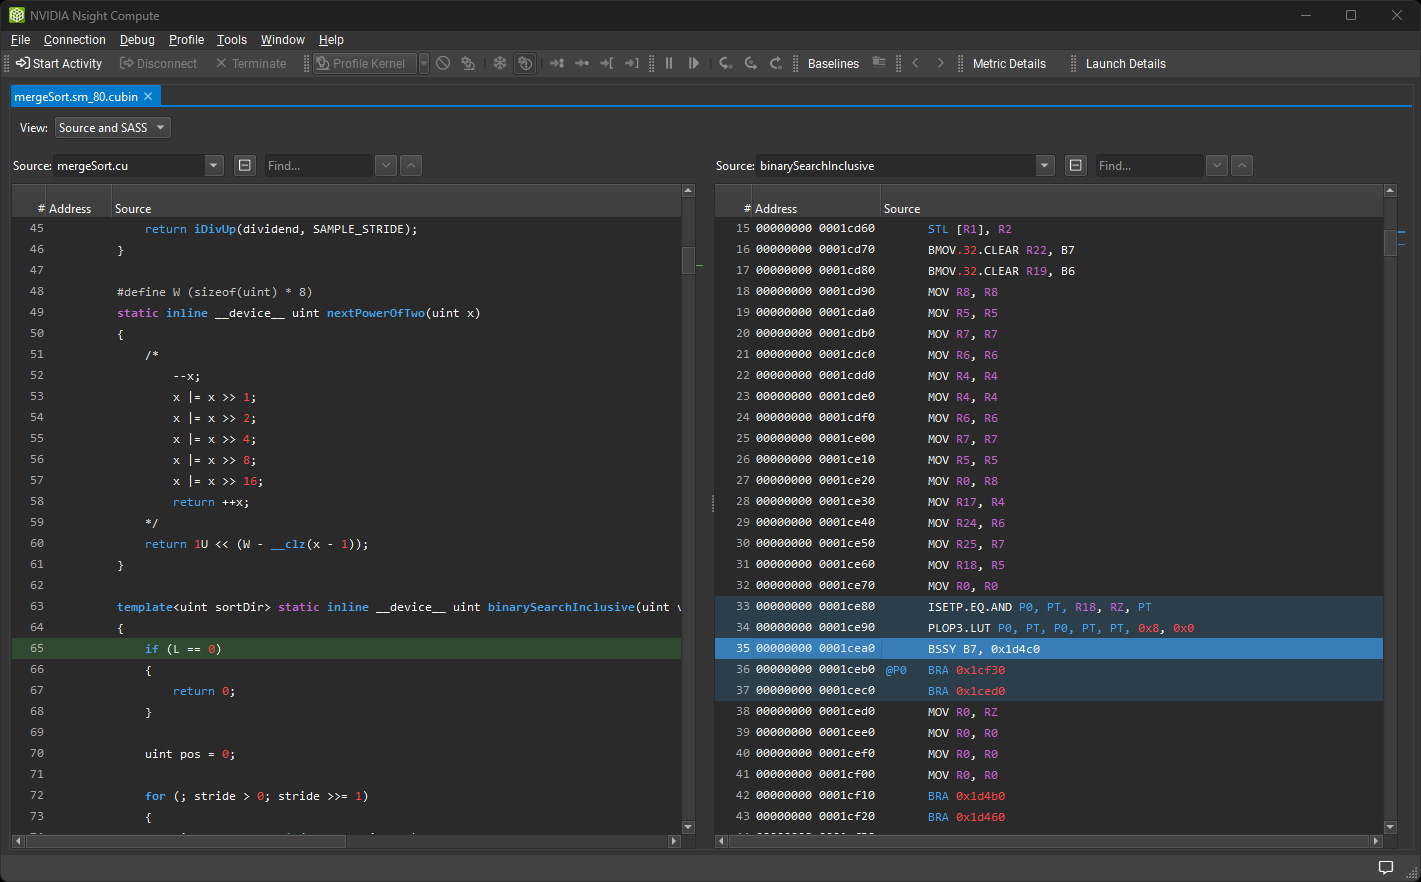 NVIDIA Nsight Compute
File Connection Debug Profile Tools Window Help
Start Activity Disconnect Terminate Profile Kernel Baselines Metric Details Launch Details
mergeSort.sm_80.cubin
View: Source and SASS
Source: mergeSort.cu Find...
# Address Source
45 return iDivUp(dividend, SAMPLE_STRIDE);
46 }
47
48 #define W (sizeof(uint) * 8)
49 static inline __device__ uint nextPowerOfTwo(uint x)
50 {
51 /*
52 --x;
53 x |= x >> 1;
54 x |= x >> 2;
55 x |= x >> 4;
56 x |= x >> 8;
57 x |= x >> 16;
58 return ++x;
59 */
60 return 1U << (W - __clz(x - 1));
61 }
62
63 template<uint sortDir> static inline __device__ uint binarySearchInclusive(uint v
64 {
65 if (L == 0)
66 {
67 return 0;
68 }
69
70 uint pos = 0;
71
72 for (; stride > 0; stride >>= 1)
73 {
Source: binarySearchInclusive Find...
# Address Source
15 00000000 0001cd60 STL [R1], R2
16 00000000 0001cd70 BMOV.32.CLEAR R22, B7
17 00000000 0001cd80 BMOV.32.CLEAR R19, B6
18 00000000 0001cd90 MOV R8, R8
19 00000000 0001cda0 MOV R5, R5
20 00000000 0001cdb0 MOV R7, R7
21 00000000 0001cdc0 MOV R6, R6
22 00000000 0001cdd0 MOV R4, R4
23 00000000 0001cde0 MOV R4, R4
24 00000000 0001cdf0 MOV R6, R6
25 00000000 0001ce00 MOV R7, R7
26 00000000 0001ce10 MOV R5, R5
27 00000000 0001ce20 MOV R0, R8
28 00000000 0001ce30 MOV R17, R4
29 00000000 0001ce40 MOV R24, R6
30 00000000 0001ce50 MOV R25, R7
31 00000000 0001ce60 MOV R18, R5
32 00000000 0001ce70 MOV R0, R0
33 00000000 0001ce80 ISETP.EQ.AND P0, PT, R18, RZ, PT
34 00000000 0001ce90 PLOP3.LUT P0, PT, P0, PT, PT, 0x8, 0x0
35 00000000 0001cea0 BSSY B7, 0x1d4c0
36 00000000 0001ceb0 @P0 BRA 0x1cf30
37 00000000 0001cec0 BRA 0x1ced0
38 00000000 0001ced0 MOV R0, RZ
39 00000000 0001cee0 MOV R0, R0
40 00000000 0001cef0 MOV R0, R0
41 00000000 0001cf00 MOV R0, R0
42 00000000 0001cf10 BRA 0x1d4b0
43 00000000 0001cf20 BRA 0x1d460